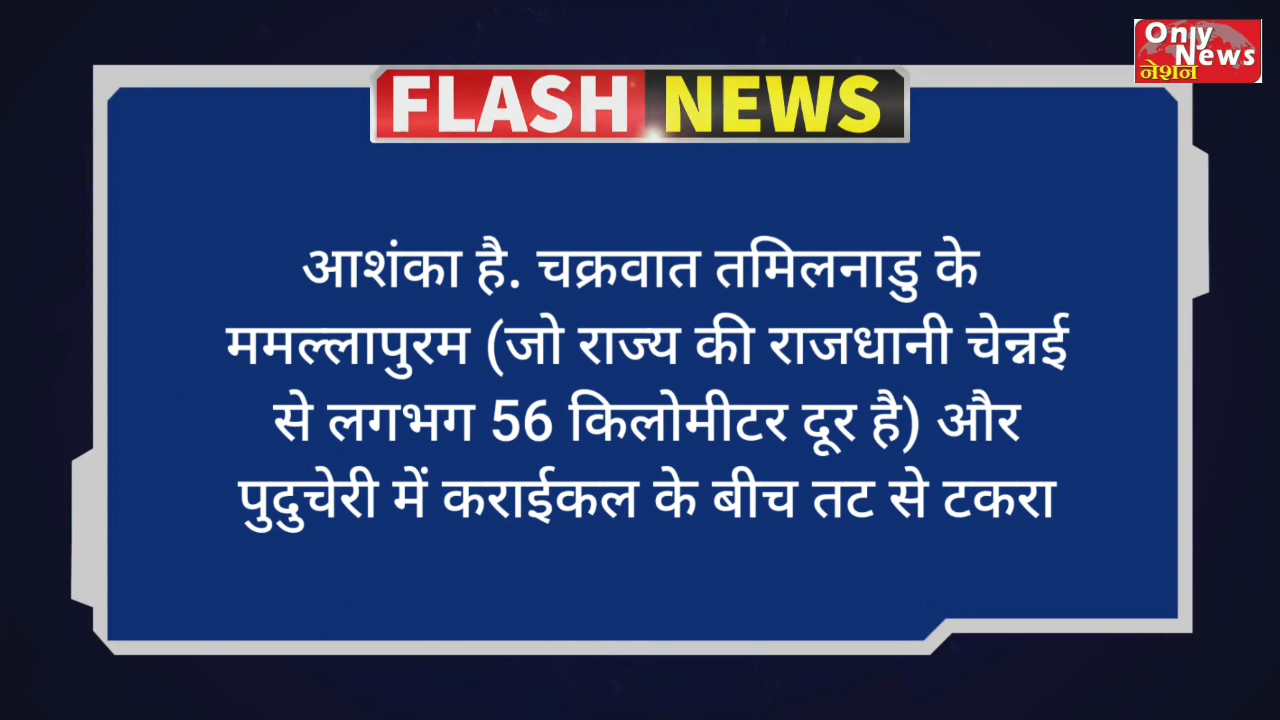 Only
News
नेशन
FLASH NEWS
आशंका है. चक्रवात तमिलनाडु के
ममल्लापुरम (जो राज्य की राजधानी चेन्नई
से लगभग 56 किलोमीटर दूर है) और
पुदुचेरी में कराईकल के बीच तट से टकरा